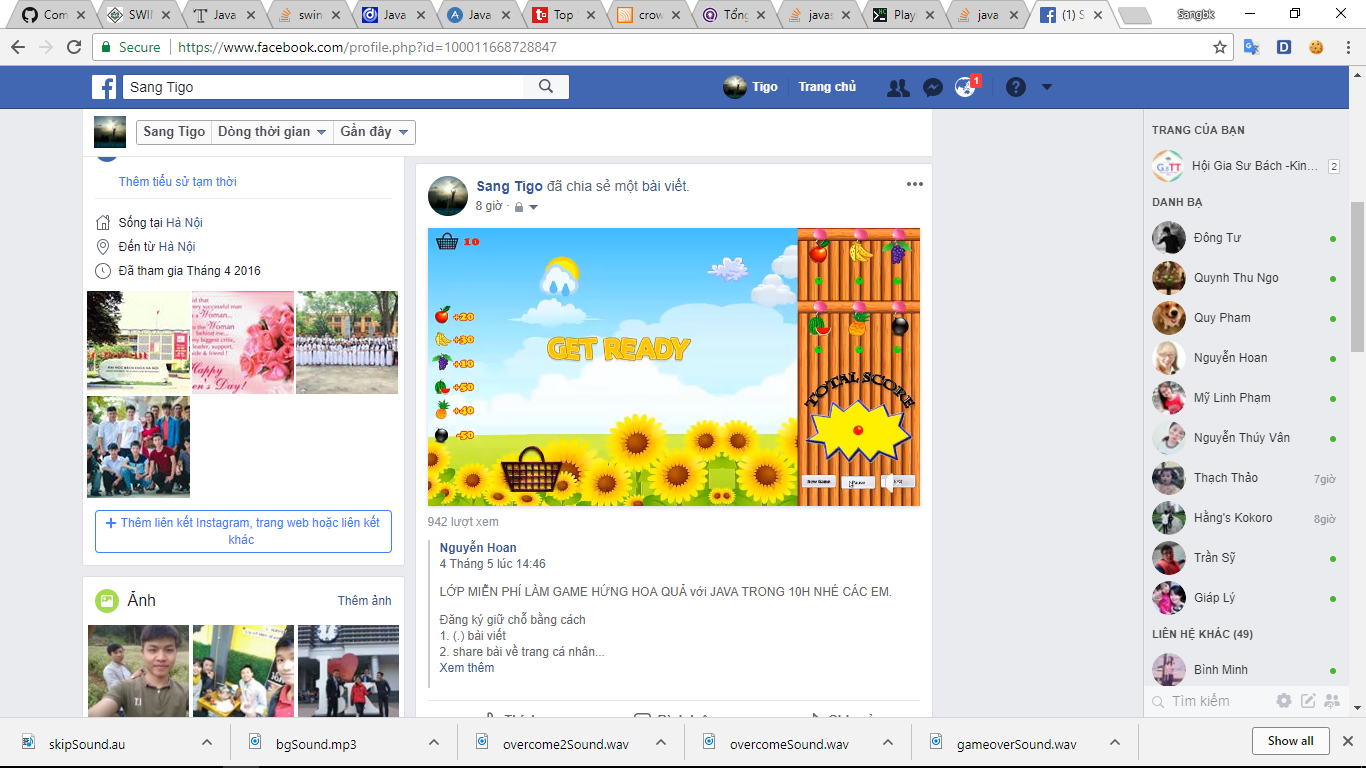 Com
SWIN
Java
swin
Java
Java
Top
crow
Tổng
javas
Playi
java
(1) S
Sangbk
Secure
https://www.facebook.com/profile.php?id=100011668728847
Sang Tigo
Tigo
Trang chủ
1
Sang Tigo
Dòng thời gian
Gần đây
Thêm tiểu sử tạm thời
Sống tại Hà Nội
Đến từ Hà Nội
Đã tham gia Tháng 4 2016
Happy
+ Thêm liên kết Instagram, trang web hoặc liên kết
khác
Ảnh
Thêm ảnh
Sang Tigo đã chia sẻ một bài viết.
8 giờ ·
10
+20
+30
+10
+50
+40
-50
GET READY
TOTAL SCORE
New Game
Pause
942 lượt xem
Nguyễn Hoan
4 Tháng 5 lúc 14:46
LỚP MIỄN PHÍ LÀM GAME HỨNG HOA QUẢ với JAVA TRONG 10H NHÉ CÁC EM.
Đăng ký giữ chỗ bằng cách
1. (.) bài viết
2. share bài về trang cá nhân...
Xem thêm
TRANG CỦA BẠN
Hội Gia Sư Bách -Kin...
2
DANH BẠ
Đông Tư
Quynh Thu Ngo
Quy Pham
Nguyễn Hoan
Mỹ Linh Phạm
Nguyễn Thúy Vân
Thạch Thảo
7giờ
Hằng's Kokoro
8giờ
Trần Sỹ
Giáp Lý
LIÊN HỆ KHÁC (49)
Bình Minh
Tìm kiếm
skipSound.au
bgSound.mp3
overcome2Sound.wav
overcomeSound.wav
gameoverSound.wav
Show all